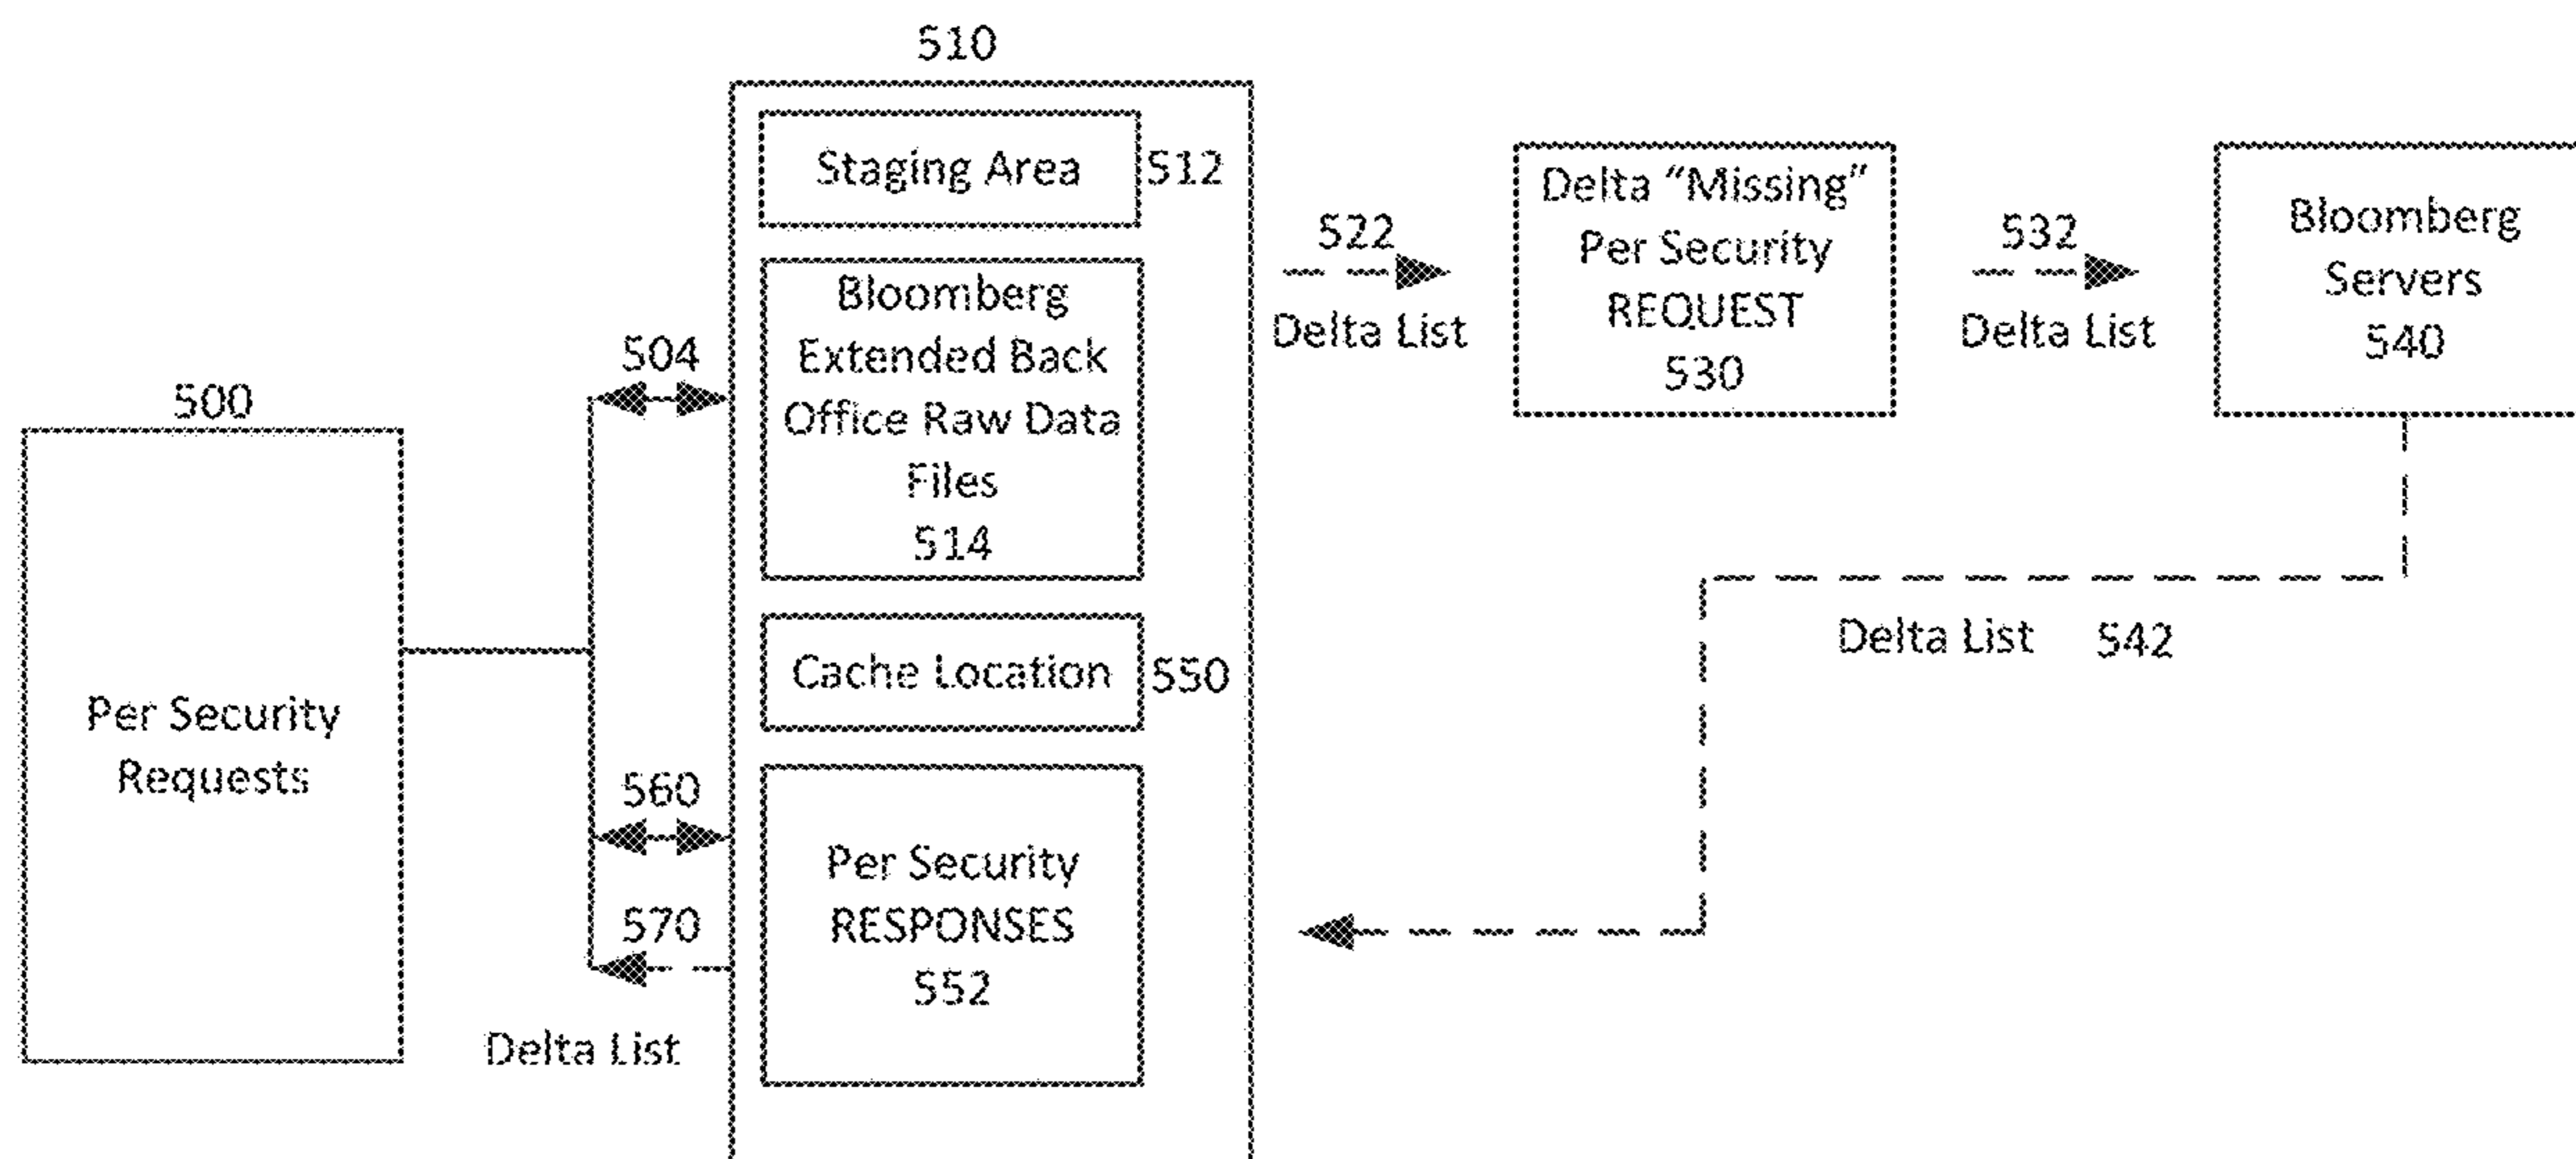 510
Staging Area
512
Bloomberg
Extended Back
Office Raw Data
Files
514
Cache Location
550
Per Security
RESPONSES
552
500
Per Security
Requests
504
560
570
Delta List
522
Delta List
Delta "Missing"
Per Security
REQUEST
530
532
Delta List
Bloomberg
Servers
540
Delta List 542